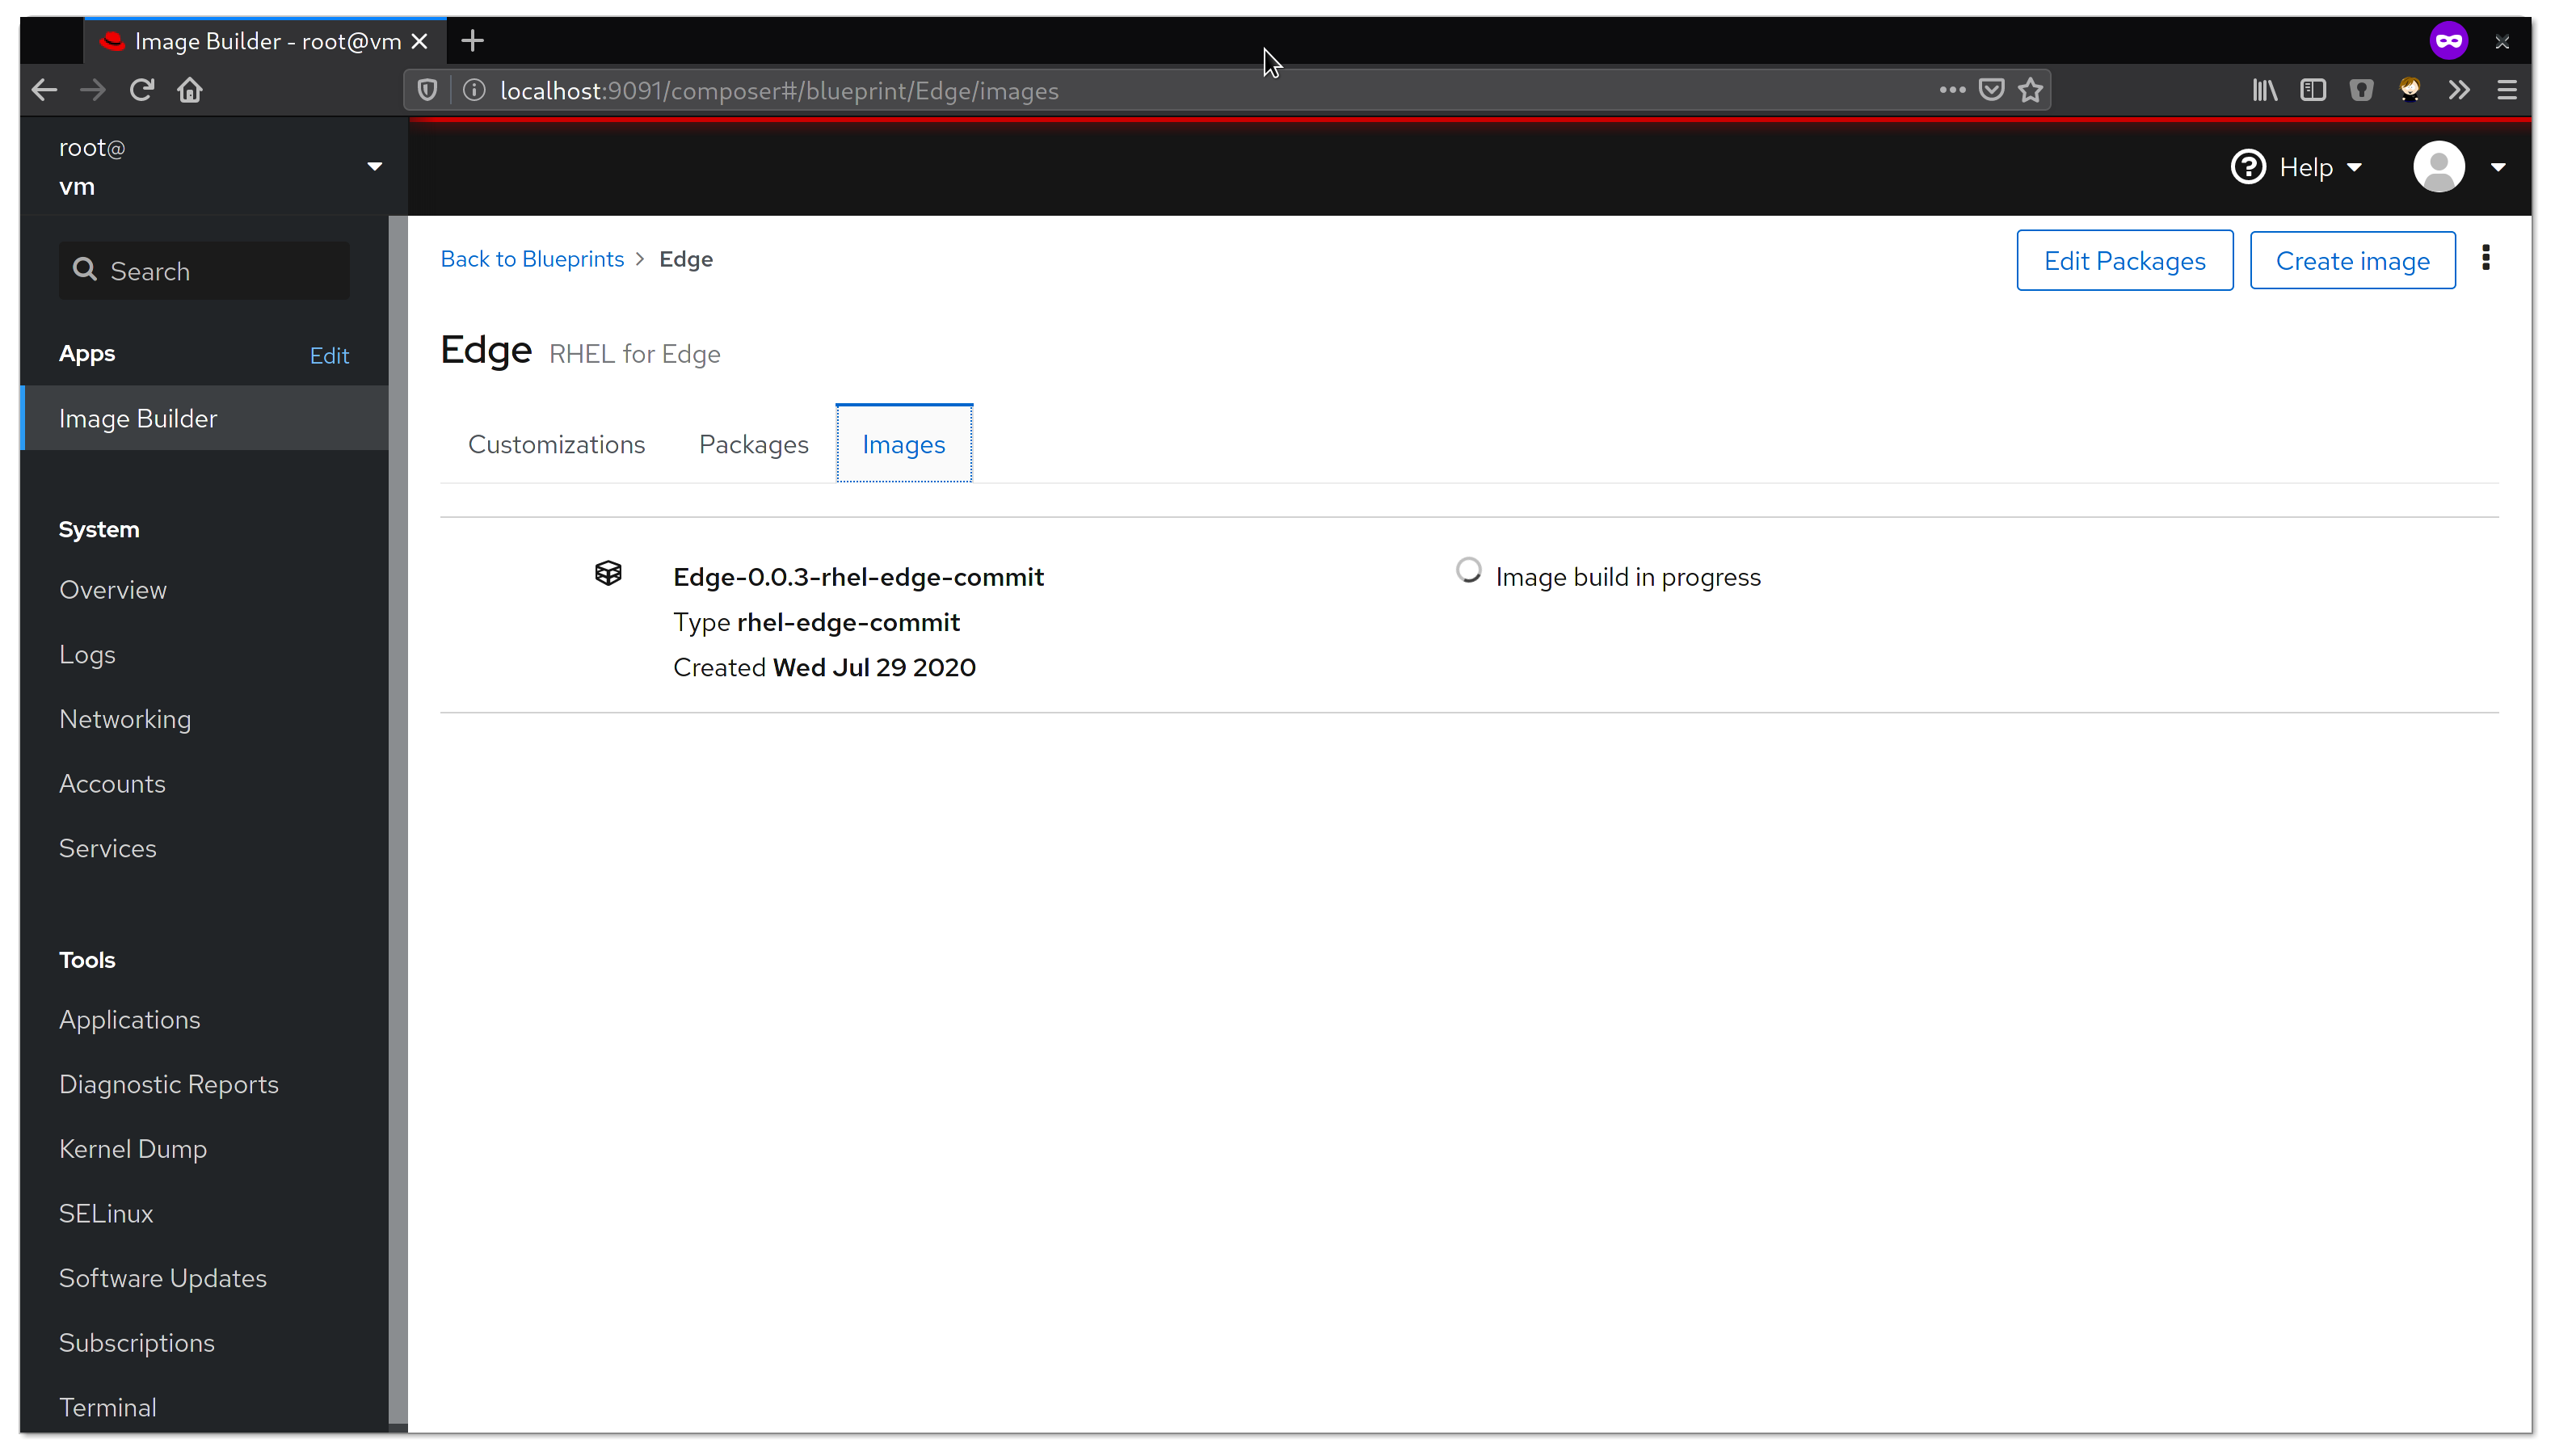 Image Builder - root@vm
localhost:9091/composer#/blueprint/Edge/images
root@
vm
Help
Search
Apps
Edit
Image Builder
System
Overview
Logs
Networking
Accounts
Services
Tools
Applications
Diagnostic Reports
Kernel Dump
SELinux
Software Updates
Subscriptions
Terminal
Back to Blueprints > Edge
Edit Packages
Create image
Edge RHEL for Edge
Customizations
Packages
Images
Edge-0.0.3-rhel-edge-commit
Type rhel-edge-commit
Created Wed Jul 29 2020
Image build in progress